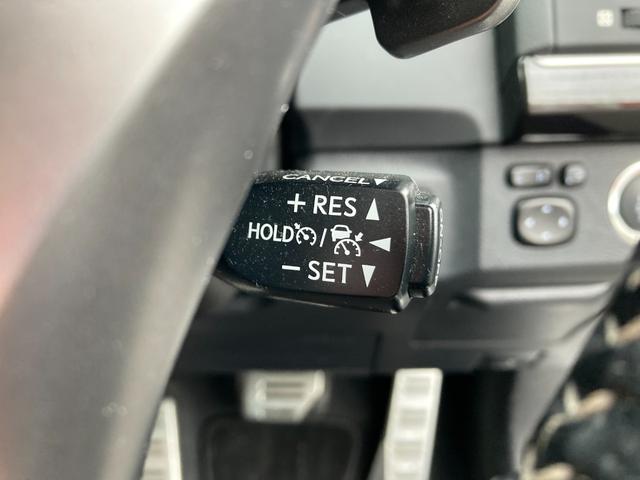 CANCEL▼
+ RES ▲
HOLD / ◀
− SET ▼